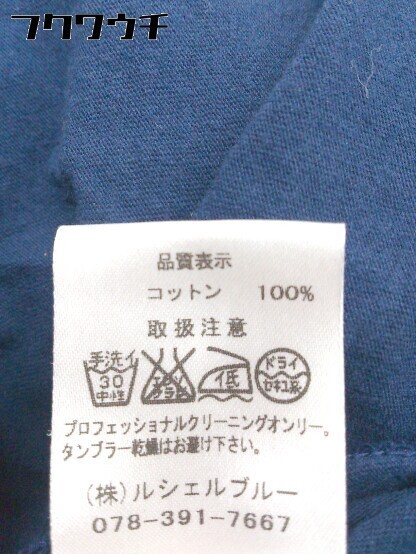 フクワウチ
品質表示
コットン 100%
取扱注意
手洗イ
30
中性
エンソ
サラシ
低
ドライ
セキユ系
プロフェッショナルクリーニングオンリー。
タンブラー乾燥はお避け下さい。
(株)ルシェルブルー
078-391-7667